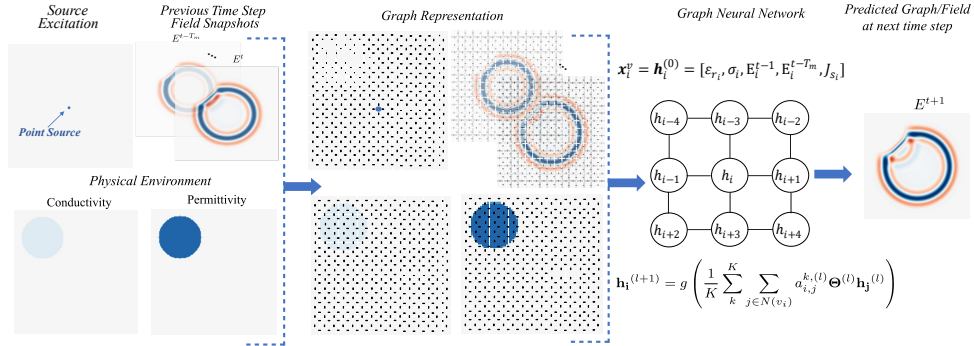 Source
Excitation
Previous Time Step
Field Snapshots
E^{t−T_m}
...
E^t
Point Source
Physical Environment
Conductivity
Permittivity
Graph Representation
...
Graph Neural Network
x_i^v = h_i^{(0)} = [ε_{r_i}, σ_i, E_i^{t−1}, E_i^{t−T_m}, J_{s_i}]
h_{i−4} h_{i−3} h_{i−2}
h_{i−1} h_i h_{i+1}
h_{i+2} h_{i+3} h_{i+4}
h_i^{(l+1)} = g ( \frac{1}{K} \sum_k^K \sum_{j∈N(v_i)} a_{i,j}^{k,(l)} Θ^{(l)} h_j^{(l)} )
Predicted Graph/Field
at next time step
E^{t+1}